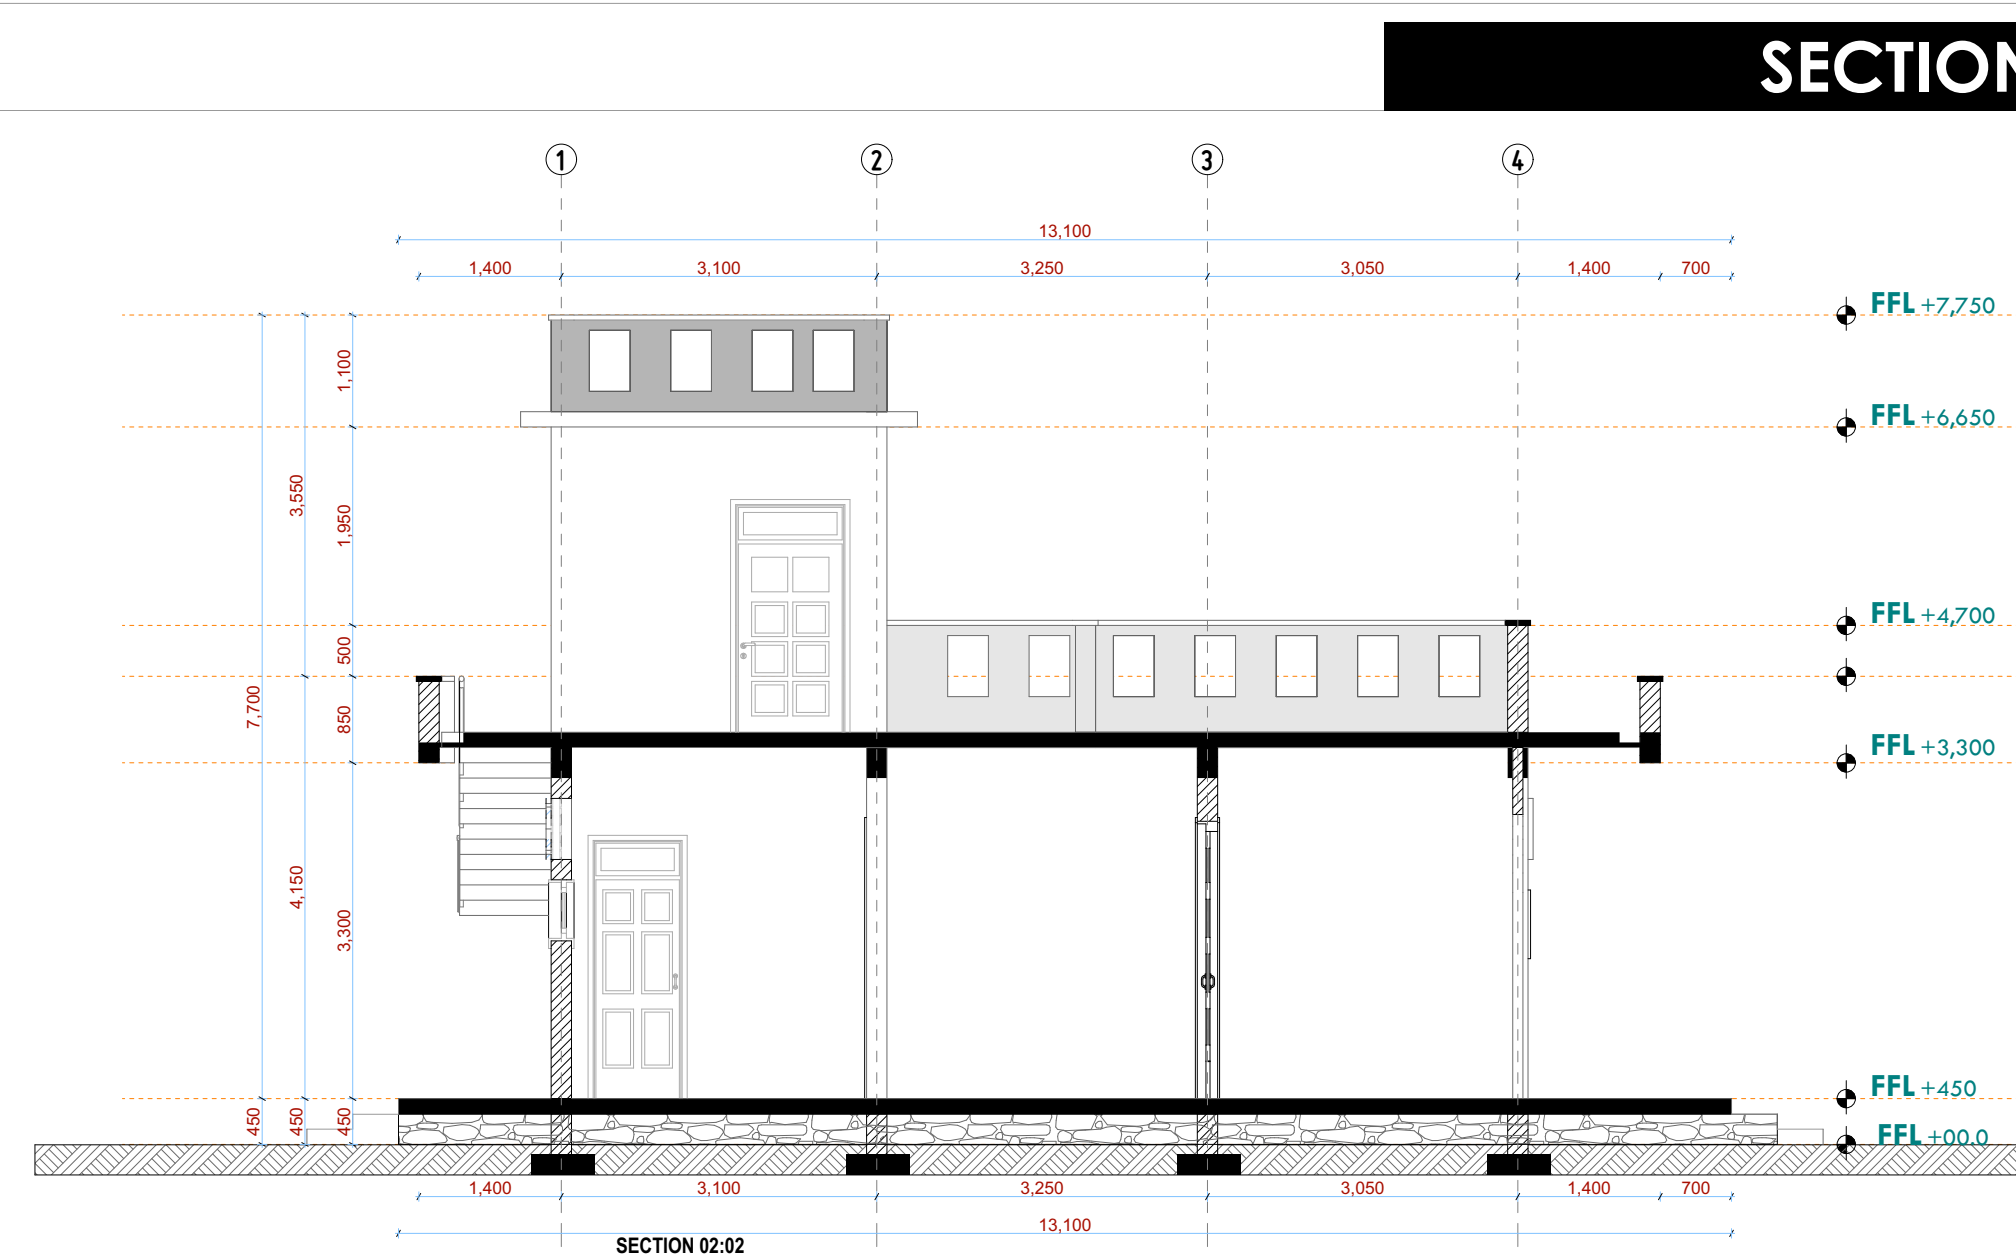 SECTION
1 2 3 4
13,100
1,400 3,100 3,250 3,050 1,400 700
FFL +7,750
1,100
FFL +6,650
3,550
1,950
FFL +4,700
500
7,700
850
FFL +3,300
4,150
3,300
FFL +450
450 450 450
FFL +00.0
1,400 3,100 3,250 3,050 1,400 700
13,100
SECTION 02:02